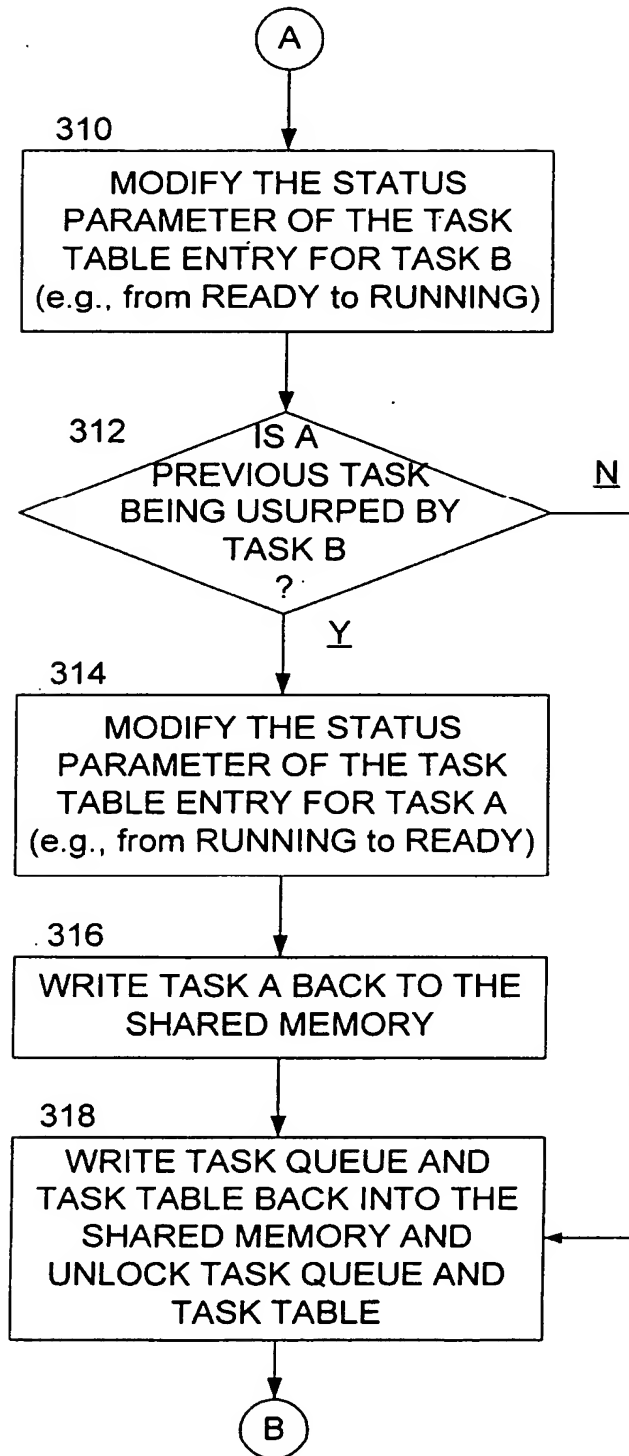 A
310
MODIFY THE STATUS
PARAMETER OF THE TASK
TABLE ENTRY FOR TASK B
(e.g., from READY to RUNNING)
312
IS A
PREVIOUS TASK
BEING USURPED BY
TASK B
?
N
Y
314
MODIFY THE STATUS
PARAMETER OF THE TASK
TABLE ENTRY FOR TASK A
(e.g., from RUNNING to READY)
316
WRITE TASK A BACK TO THE
SHARED MEMORY
318
WRITE TASK QUEUE AND
TASK TABLE BACK INTO THE
SHARED MEMORY AND
UNLOCK TASK QUEUE AND
TASK TABLE
B